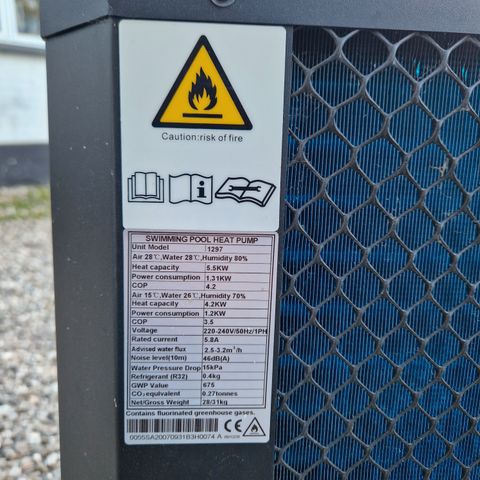 Caution:risk of fire
SWIMMING POOL HEAT PUMP
Unit Model 1297
Air 28℃,Water 28℃,Humidity 80%
Heat capacity 5.5KW
Power consumption 1.31KW
COP 4.2
Air 15℃,Water 26℃,Humidity 70%
Heat capacity 4.2KW
Power consumption 1.2KW
COP 3.5
Voltage 220-240V/50Hz/1PH
Rated current 5.8A
Advised water flux 2.5-3.2m³/h
Noise level(10m) 46dB(A)
Water Pressure Drop 15kPa
Refrigerant (R32) 0.4kg
GWP Value 675
CO₂equivalent 0.27tonnes
Net/Gross Weight 28/31kg
Contains fluorinated greenhouse gases.
CE
005SSA20070931B3H0074 A